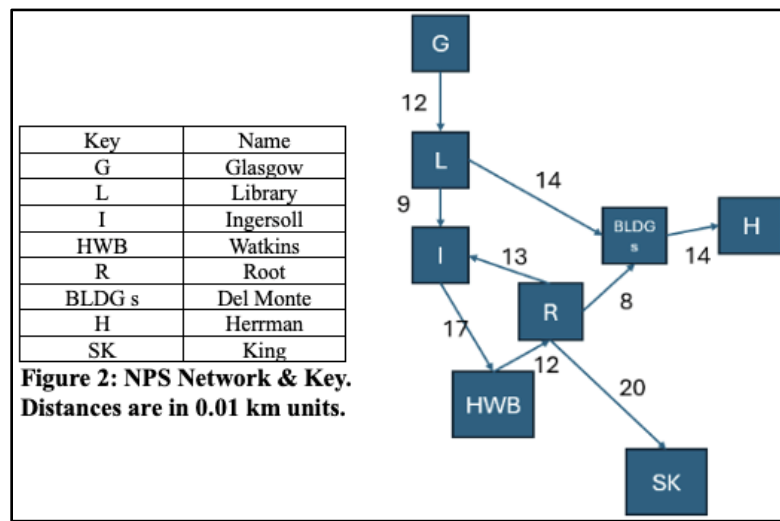 Key Name
G Glasgow
L Library
I Ingersoll
HWB Watkins
R Root
BLDG s Del Monte
H Herrman
SK King
Figure 2: NPS Network & Key.
Distances are in 0.01 km units.
G
12
L
14
9
BLDG
s
H
I
13
14
R
8
17
12
20
HWB
SK